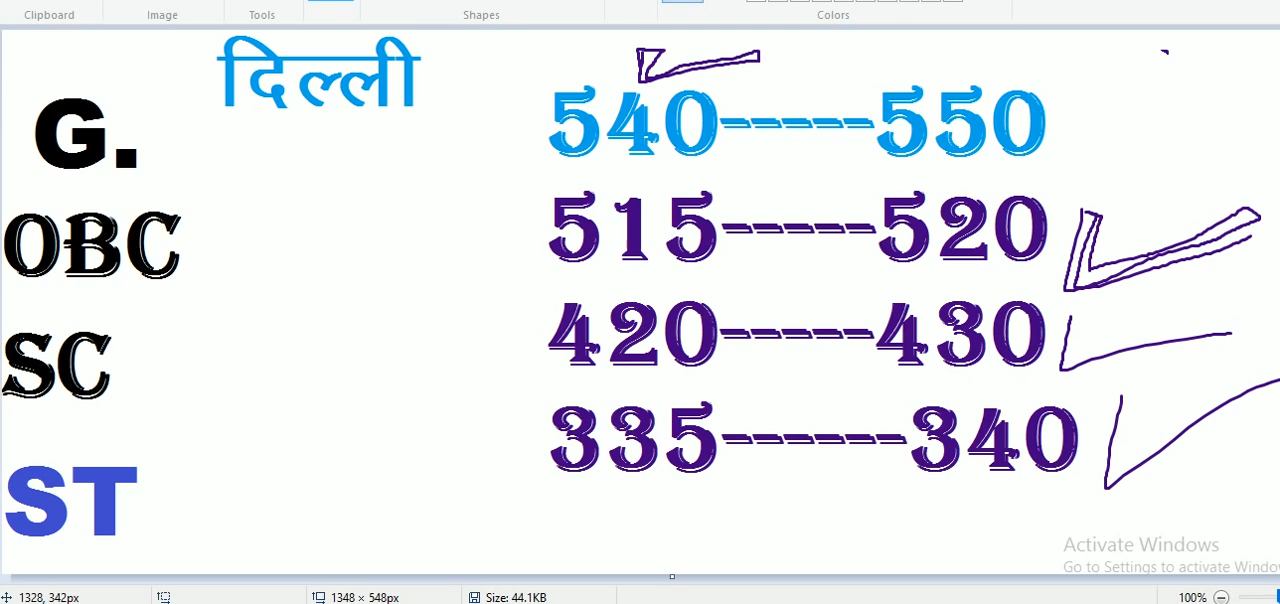 Clipboard Image Tools Shapes Colors
दिल्ली
G. 540-----550
OBC 515-----520
SC 420-----430
ST 335------340
Activate Windows
Go to Settings to activate Windo
1328, 342px 1348 × 548px Size: 44.1KB 100%